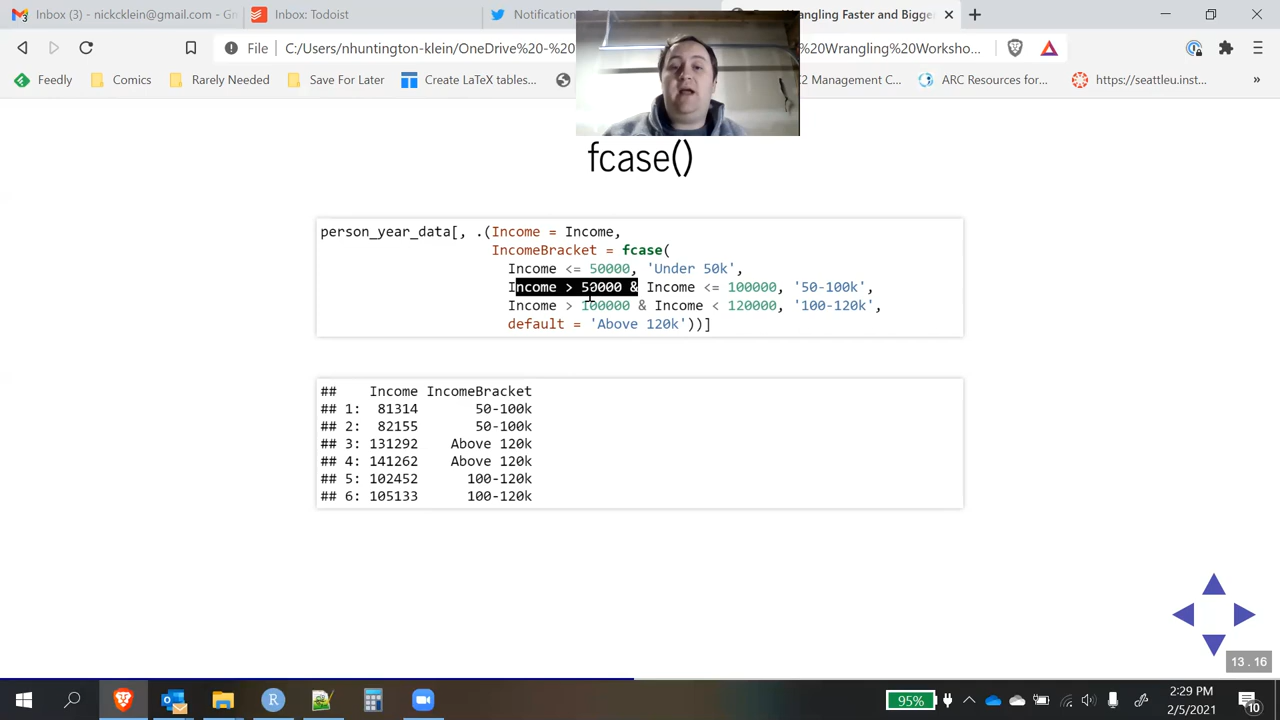 Inbox - nickcklein@gmail.com - G
Inbox: Todoist
Notification
Wrangling Faster and Bigger
File
C:/Users/nhuntington-klein/OneDrive%20-%20
%20Wrangling%20Worksho...
Feedly
Comics
Rarely Needed
Save For Later
Create LaTeX tables...
C2 Management C...
ARC Resources for...
https://seattleu.inst...
»
fcase()
person_year_data[, .(Income = Income,
IncomeBracket = fcase(
Income <= 50000, 'Under 50k',
Income > 50000 & Income <= 100000, '50-100k',
Income > 100000 & Income < 120000, '100-120k',
default = 'Above 120k'))]
## Income IncomeBracket
## 1: 81314 50-100k
## 2: 82155 50-100k
## 3: 131292 Above 120k
## 4: 141262 Above 120k
## 5: 102452 100-120k
## 6: 105133 100-120k
13.16
95%
2:29 PM
2/5/2021
10